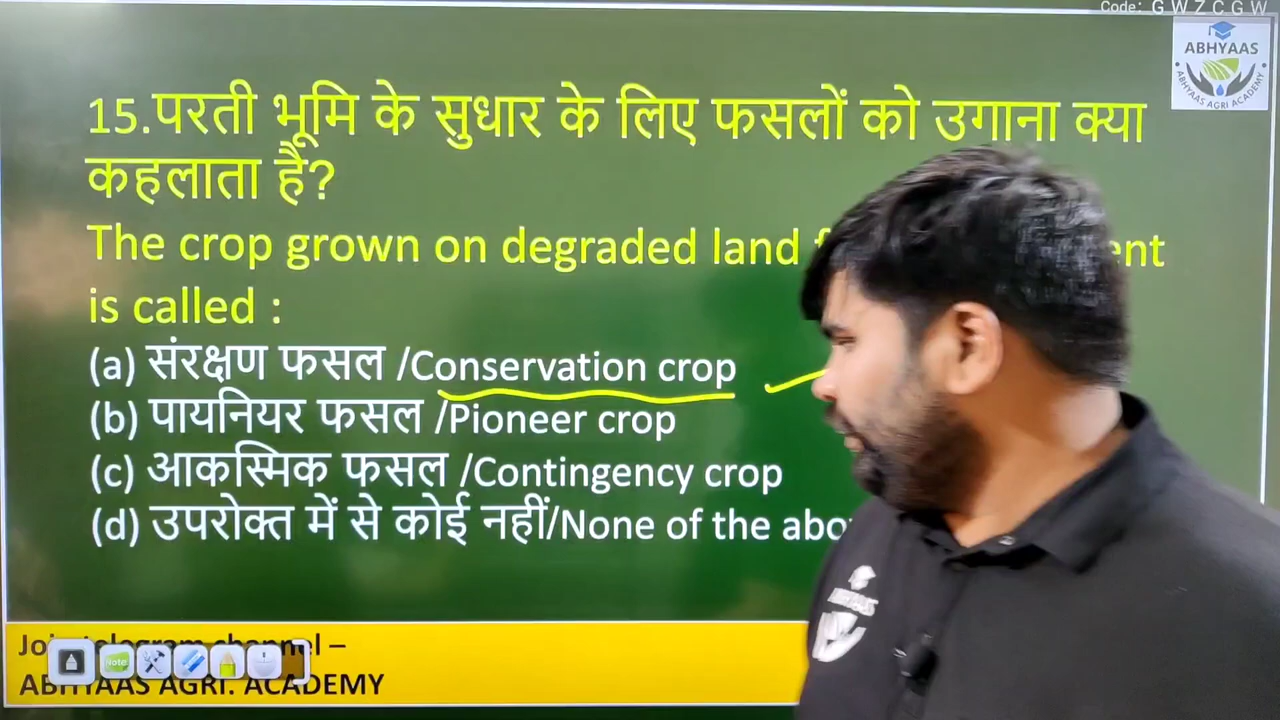 Code: G W Z C G W
ABHYAAS
ABHYAAS AGRI ACADEMY
15.परती भूमि के सुधार के लिए फसलों को उगाना क्या
कहलाता हैं?
The crop grown on degraded land
is called :
(a) संरक्षण फसल /Conservation crop
(b) पायनियर फसल /Pioneer crop
(c) आकस्मिक फसल /Contingency crop
(d) उपरोक्त में से कोई नहीं/None of the
telegram channel –
ABHYAAS AGRI. ACADEMY